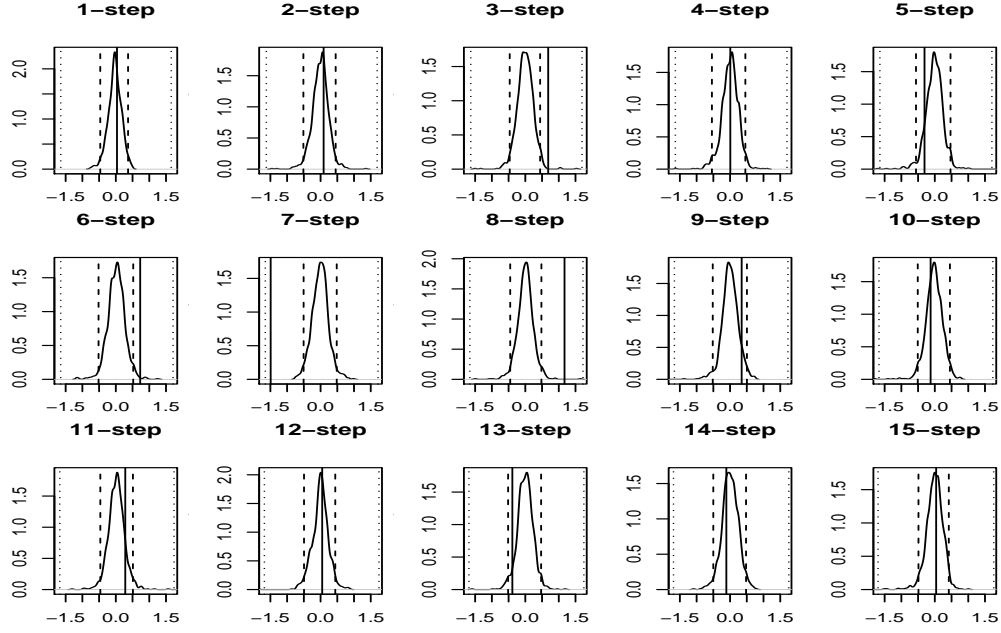 1−step 2−step 3−step 4−step 5−step
0.0 1.0 2.0 0.0 0.5 1.0 1.5 0.0 0.5 1.0 1.5 0.0 0.5 1.0 1.5 0.0 0.5 1.0 1.5
−1.5 0.0 1.5 −1.5 0.0 1.5 −1.5 0.0 1.5 −1.5 0.0 1.5 −1.5 0.0 1.5
6−step 7−step 8−step 9−step 10−step
0.0 0.5 1.0 1.5 0.0 0.5 1.0 1.5 0.0 0.5 1.0 1.5 2.0 0.0 0.5 1.0 1.5 0.0 0.5 1.0 1.5
−1.5 0.0 1.5 −1.5 0.0 1.5 −1.5 0.0 1.5 −1.5 0.0 1.5 −1.5 0.0 1.5
11−step 12−step 13−step 14−step 15−step
0.0 0.5 1.0 1.5 0.0 0.5 1.0 1.5 2.0 0.0 0.5 1.0 1.5 0.0 0.5 1.0 1.5 0.0 0.5 1.0 1.5
−1.5 0.0 1.5 −1.5 0.0 1.5 −1.5 0.0 1.5 −1.5 0.0 1.5 −1.5 0.0 1.5